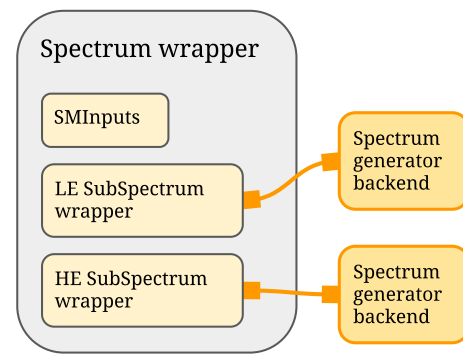 Spectrum wrapper
SMInputs
LE SubSpectrum
wrapper
HE SubSpectrum
wrapper
Spectrum
generator
backend
Spectrum
generator
backend